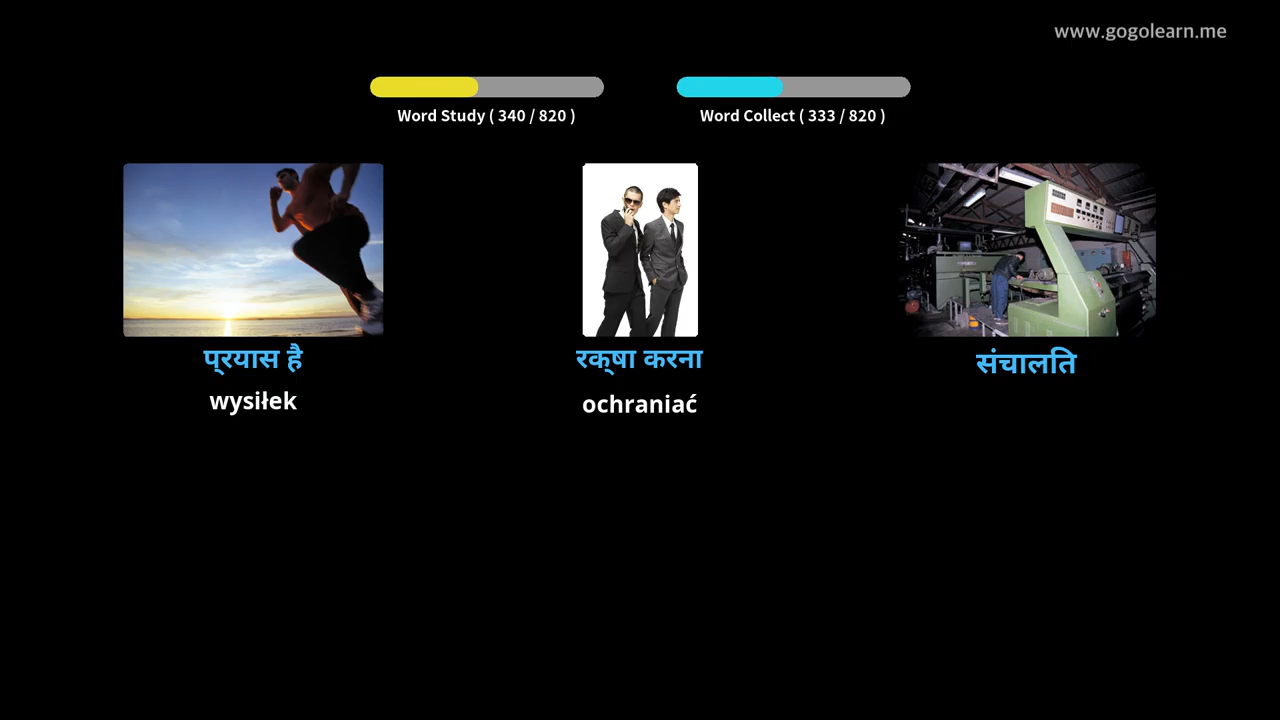 www.gogolearn.me
Word Study ( 340 / 820 )
Word Collect ( 333 / 820 )
प्रयास है
रक्षा करना
संचालति
wysiłek
ochraniać